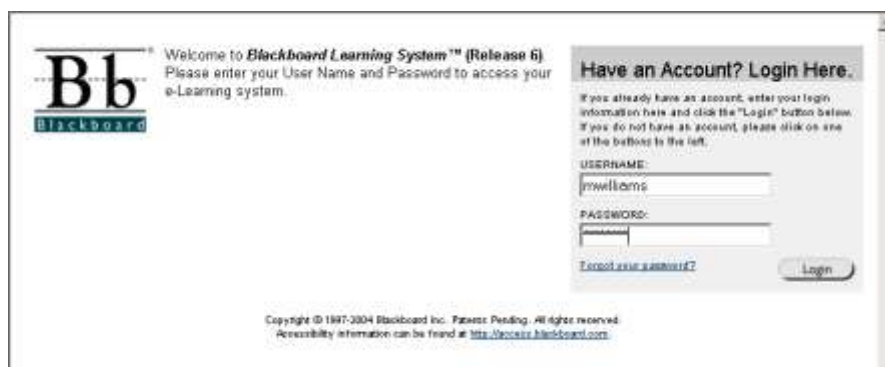 Bb
Blackboard
Welcome to Blackboard Learning System™ (Release 6)
Please enter your User Name and Password to access your
e-Learning system.
Have an Account? Login Here.
If you already have an account, enter your login
information here and click the "Login" button below.
If you do not have an account, please click on one
of the buttons to the left.
USERNAME:
mwilliams
PASSWORD:
Forgot your password?
Login
Copyright © 1997-2004 Blackboard Inc. Patents Pending. All rights reserved.
Accessibility information can be found at http://access.blackboard.com.